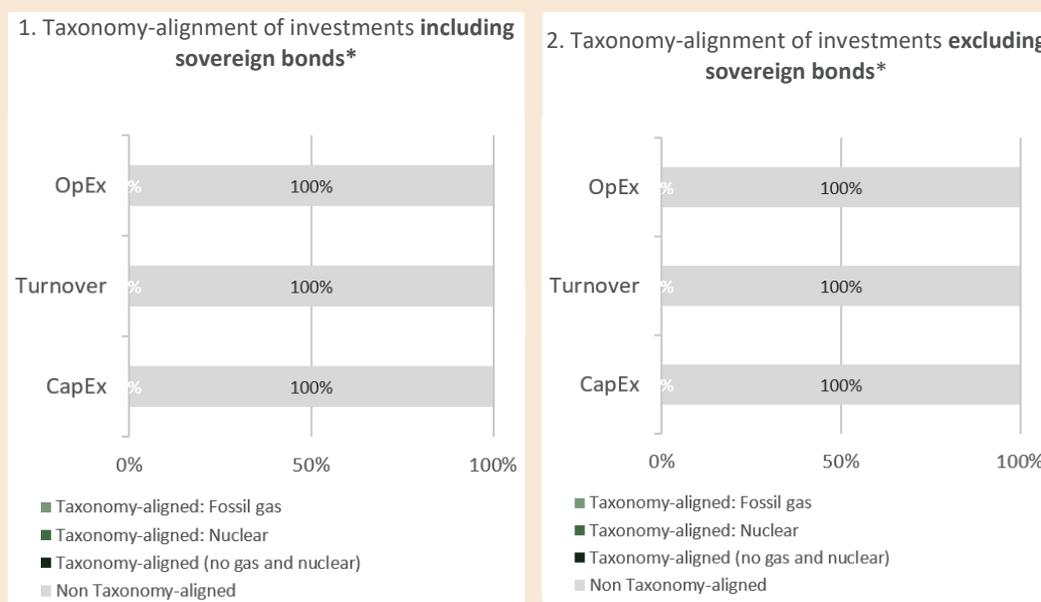 1. Taxonomy-alignment of investments including
sovereign bonds*
OpEx
%
100%
Turnover
%
100%
CapEx
%
100%
0%
50%
100%
Taxonomy-aligned: Fossil gas
Taxonomy-aligned: Nuclear
Taxonomy-aligned (no gas and nuclear)
Non Taxonomy-aligned
2. Taxonomy-alignment of investments excluding
sovereign bonds*
OpEx
%
100%
Turnover
%
100%
CapEx
%
100%
0%
50%
100%
Taxonomy-aligned: Fossil gas
Taxonomy-aligned: Nuclear
Taxonomy-aligned (no gas and nuclear)
Non Taxonomy-aligned